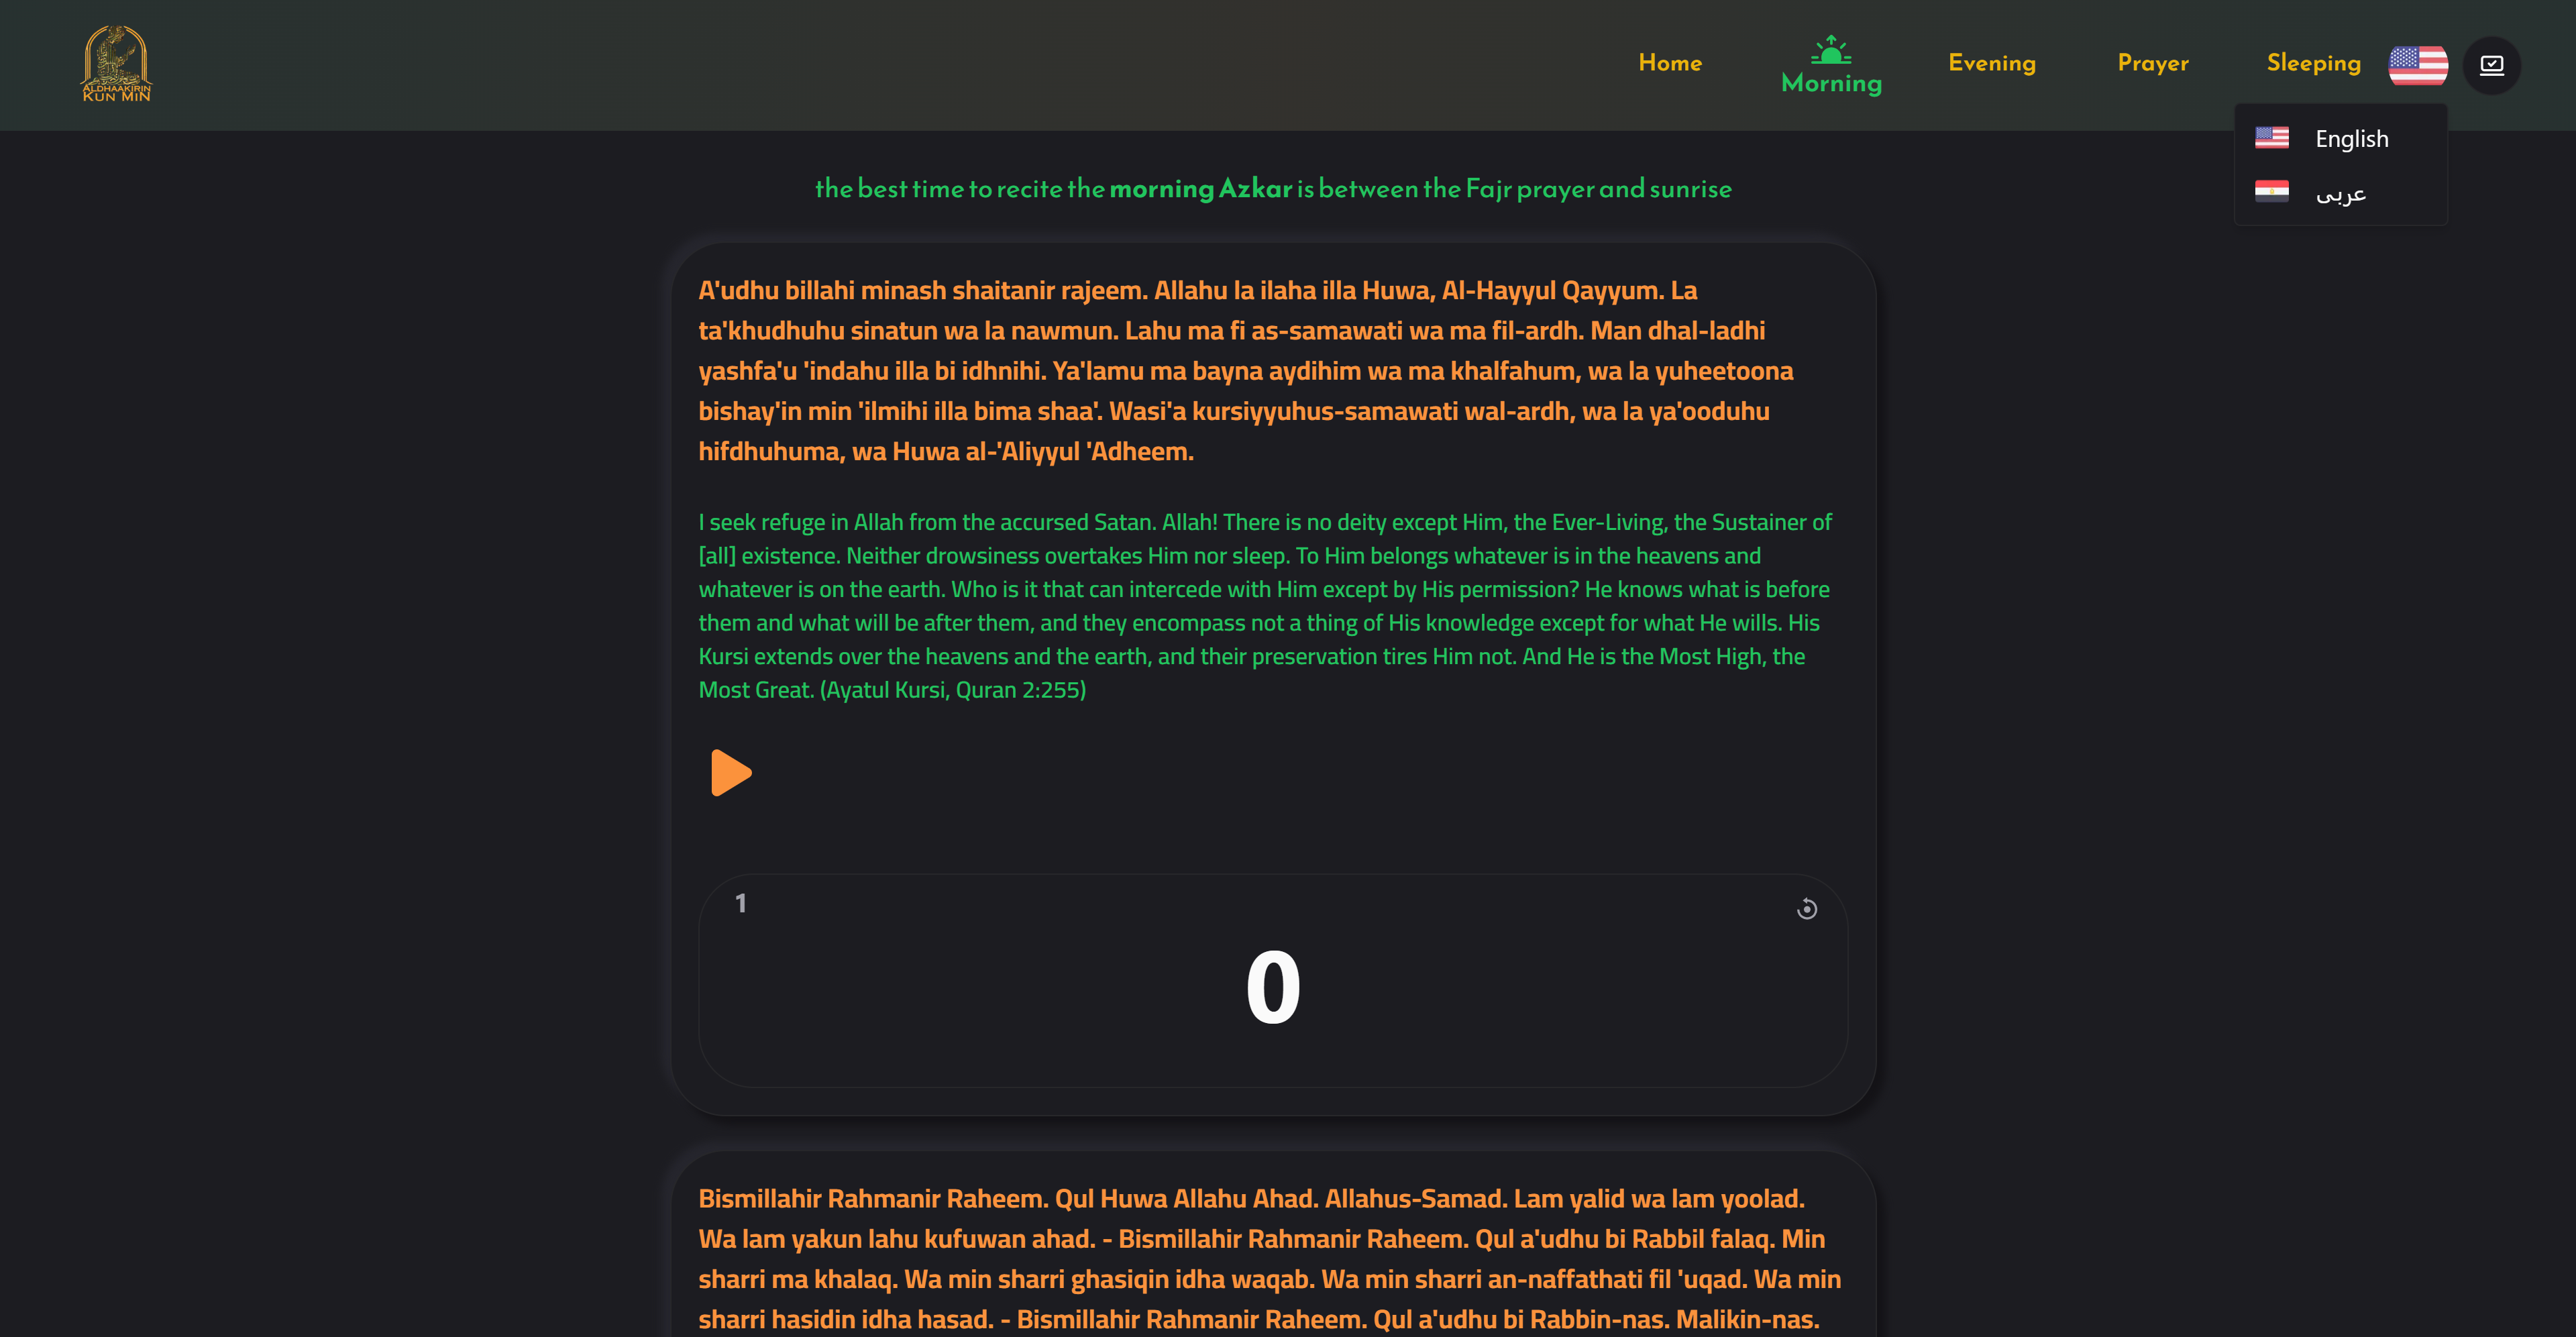 ALDHAAKIRIN
KUN MIN
Home
Morning
Evening
Prayer
Sleeping
English
عربى
the best time to recite the morning Azkar is between the Fajr prayer and sunrise
A'udhu billahi minash shaitanir rajeem. Allahu la ilaha illa Huwa, Al-Hayyul Qayyum. La
ta'khudhuhu sinatun wa la nawmun. Lahu ma fi as-samawati wa ma fil-ardh. Man dhal-ladhi
yashfa'u 'indahu illa bi idhnihi. Ya'lamu ma bayna aydihim wa ma khalfahum, wa la yuheetoona
bishay'in min 'ilmihi illa bima shaa'. Wasi'a kursiyyuhus-samawati wal-ardh, wa la ya'ooduhu
hifdhuhuma, wa Huwa al-'Aliyyul 'Adheem.
I seek refuge in Allah from the accursed Satan. Allah! There is no deity except Him, the Ever-Living, the Sustainer of
[all] existence. Neither drowsiness overtakes Him nor sleep. To Him belongs whatever is in the heavens and
whatever is on the earth. Who is it that can intercede with Him except by His permission? He knows what is before
them and what will be after them, and they encompass not a thing of His knowledge except for what He wills. His
Kursi extends over the heavens and the earth, and their preservation tires Him not. And He is the Most High, the
Most Great. (Ayatul Kursi, Quran 2:255)
1
0
Bismillahir Rahmanir Raheem. Qul Huwa Allahu Ahad. Allahus-Samad. Lam yalid wa lam yoolad.
Wa lam yakun lahu kufuwan ahad. - Bismillahir Rahmanir Raheem. Qul a'udhu bi Rabbil falaq. Min
sharri ma khalaq. Wa min sharri ghasiqin idha waqab. Wa min sharri an-naffathati fil 'uqad. Wa min
sharri hasidin idha hasad. - Bismillahir Rahmanir Raheem. Qul a'udhu bi Rabbin-nas. Malikin-nas.